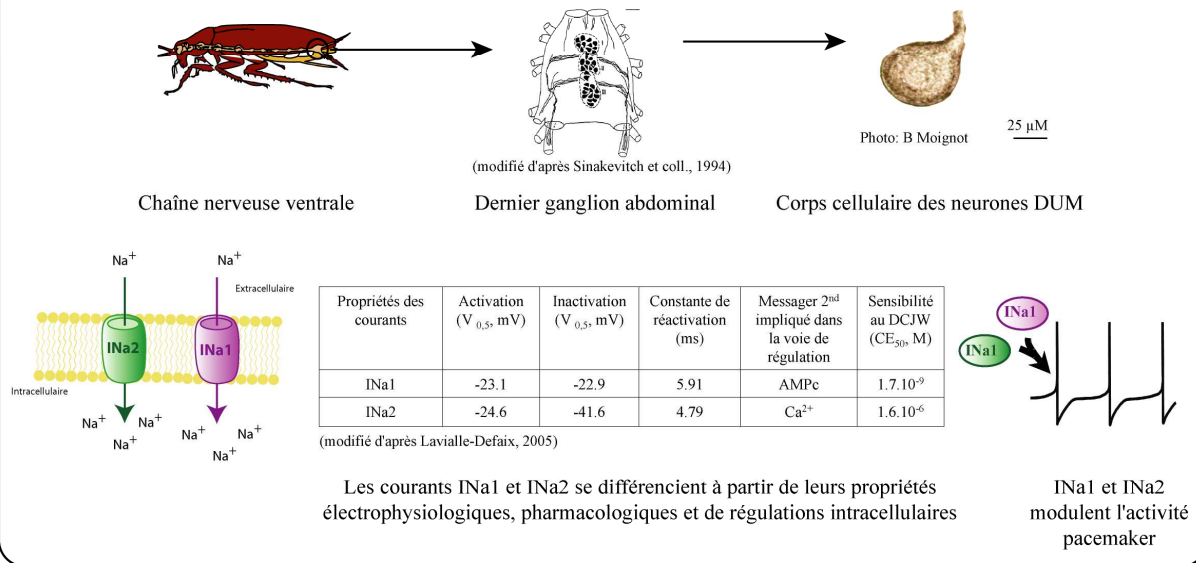 (modifié d'après Sinakevitch et coll., 1994)
Photo: B Moignot
25 µM
Chaîne nerveuse ventrale
Dernier ganglion abdominal
Corps cellulaire des neurones DUM
Na+
Na+
Extracellulaire
INa2
INa1
Intracellulaire
Na+
Na+
Na+
Na+
Na+
Na+
Propriétés des courants
Activation (V 0,5, mV)
Inactivation (V 0,5, mV)
Constante de réactivation (ms)
Messager 2nd impliqué dans la voie de régulation
Sensibilité au DCJW (CE50, M)
INa1 -23.1 -22.9 5.91 AMPc 1.7.10-9
INa2 -24.6 -41.6 4.79 Ca2+ 1.6.10-6
(modifié d'après Lavialle-Defaix, 2005)
INa1
INa1
Les courants INa1 et INa2 se différencient à partir de leurs propriétés
électrophysiologiques, pharmacologiques et de régulations intracellulaires
INa1 et INa2
modulent l'activité
pacemaker